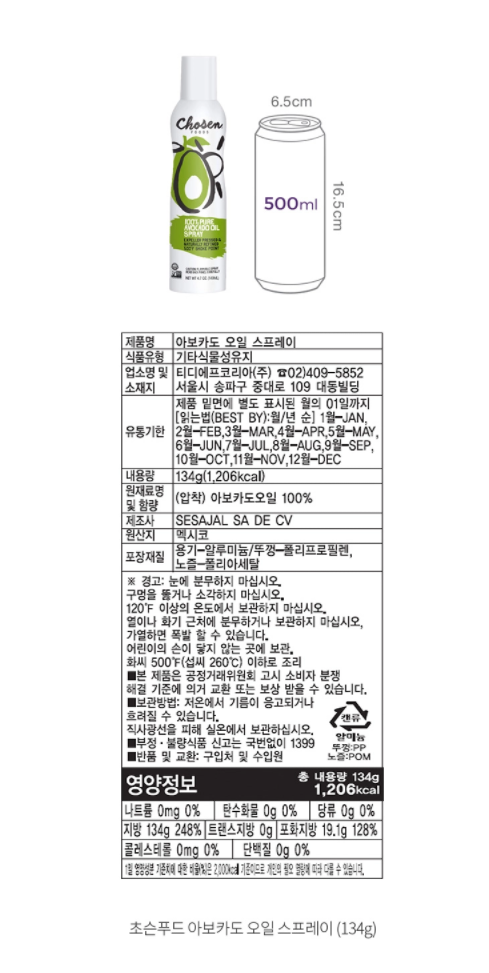 6.5cm
Chosen
FOODS
500ml
16.5cm
100% PURE
AVOCADO OIL
SPRAY
제품명 아보카도 오일 스프레이
식품유형 기타식물성유지
업소명 및 소재지 티디에프코리아(주) ☎02)409-5852
서울시 송파구 중대로 109 대동빌딩
유통기한 제품 밑면에 별도 표시된 월의 01일까지
[읽는법(BEST BY):월/년 순] 1월-JAN,
2월-FEB,3월-MAR,4월-APR,5월-MAY,
6월-JUN,7월-JUL,8월-AUG,9월-SEP,
10월-OCT,11월-NOV,12월-DEC
내용량 134g(1,206kcal)
원재료명 및 함량 (압착) 아보카도오일 100%
제조사 SESAJAL SA DE CV
원산지 멕시코
포장재질 용기-알루미늄/뚜껑-폴리프로필렌,
노즐-폴리아세탈
※ 경고: 눈에 분무하지 마십시오.
구멍을 뚫거나 소각하지 마십시오.
120°F 이상의 온도에서 보관하지 마십시오.
열이나 화기 근처에 분무하거나 보관하지 마십시오,
가열하면 폭발 할 수 있습니다.
어린이의 손이 닿지 않는 곳에 보관.
화씨 500°F(섭씨 260°C) 이하로 조리
■본 제품은 공정거래위원회 고시 소비자 분쟁
해결 기준에 의거 교환 또는 보상 받을 수 있습니다.
■보관방법: 저온에서 기름이 응고되거나
흐려질 수 있습니다.
직사광선을 피해 실온에서 보관하십시오.
■부정·불량식품 신고는 국번없이 1399
■반품 및 교환: 구입처 및 수입원
캔류
알미늄
뚜껑:PP
노즐:POM
영양정보 총 내용량 134g
1,206kcal
나트륨 0mg 0% 탄수화물 0g 0% 당류 0g 0%
지방 134g 248% 트랜스지방 0g 포화지방 19.1g 128%
콜레스테롤 0mg 0% 단백질 0g 0%
1일 영양성분 기준치에 대한 비율(%)은 2,000kcal 기준이므로 개인의 필요 열량에 따라 다를 수 있습니다.
초슨푸드 아보카도 오일 스프레이 (134g)